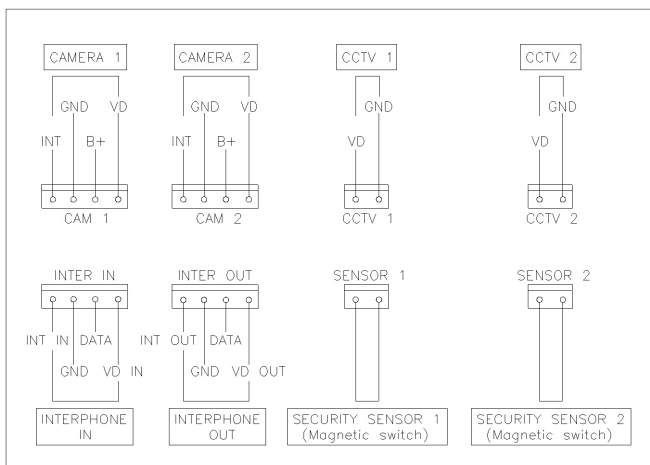 CAMERA 1 CAMERA 2 CCTV 1 CCTV 2
GND VD GND VD GND GND
INT B+ INT B+ VD VD
CAM 1 CAM 2 CCTV 1 CCTV 2
INTER IN INTER OUT SENSOR 1 SENSOR 2
INT IN DATA INT OUT DATA
GND VD IN GND VD OUT
INTERPHONE IN
INTERPHONE OUT
SECURITY SENSOR 1
(Magnetic switch)
SECURITY SENSOR 2
(Magnetic switch)